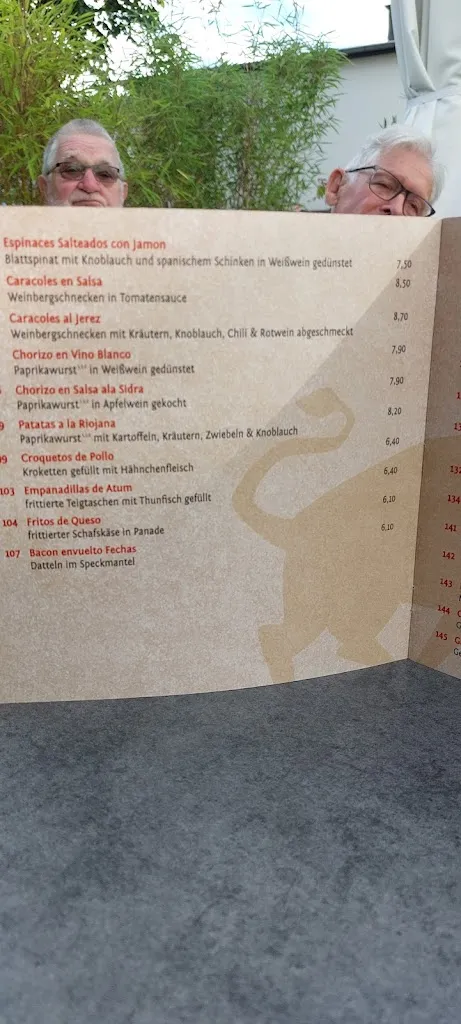 Espinaces Salteados con Jamon
Blattspinat mit Knoblauch und spanischem Schinken in Weißwein gedünstet 7,50
Caracoles en Salsa 8,50
Weinbergschnecken in Tomatensauce
Caracoles al Jerez 8,70
Weinbergschnecken mit Kräutern, Knoblauch, Chili & Rotwein abgeschmeckt
Chorizo en Vino Blanco 7,90
Paprikawurst in Weißwein gedünstet
Chorizo en Salsa ala Sidra 7,90
Paprikawurst in Apfelwein gekocht
9 Patatas a la Riojana 8,20
Paprikawurst mit Kartoffeln, Kräutern, Zwiebeln & Knoblauch
99 Croquetos de Pollo 6,40
Kroketten gefüllt mit Hähnchenfleisch
103 Empanadillas de Atum 6,40
frittierte Teigtaschen mit Thunfisch gefüllt
104 Fritos de Queso 6,10
frittierter Schafskäse in Panade
107 Bacon envuelto Fechas 6,10
Datteln im Speckmantel
132
134
141
142
143
144
145